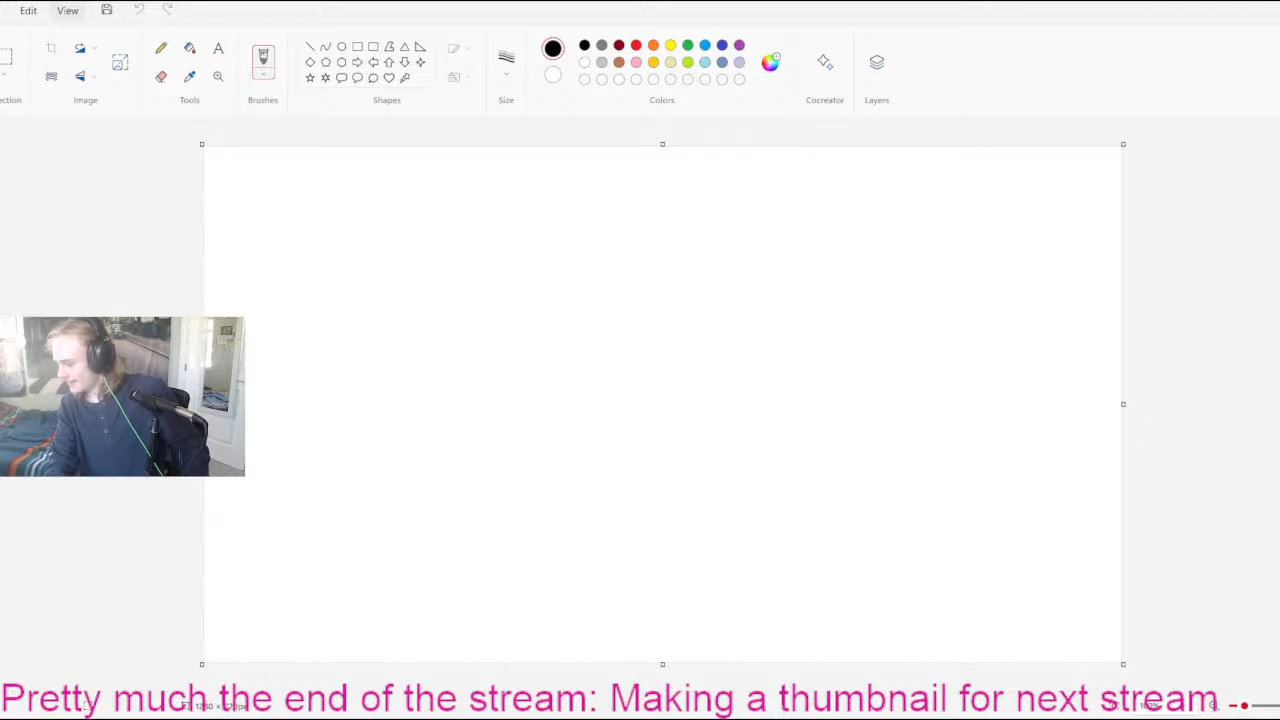 Edit View
Image Tools Brushes Shapes Size Colors Cocreator Layers
Pretty much the end of the stream: Making a thumbnail for next stream.